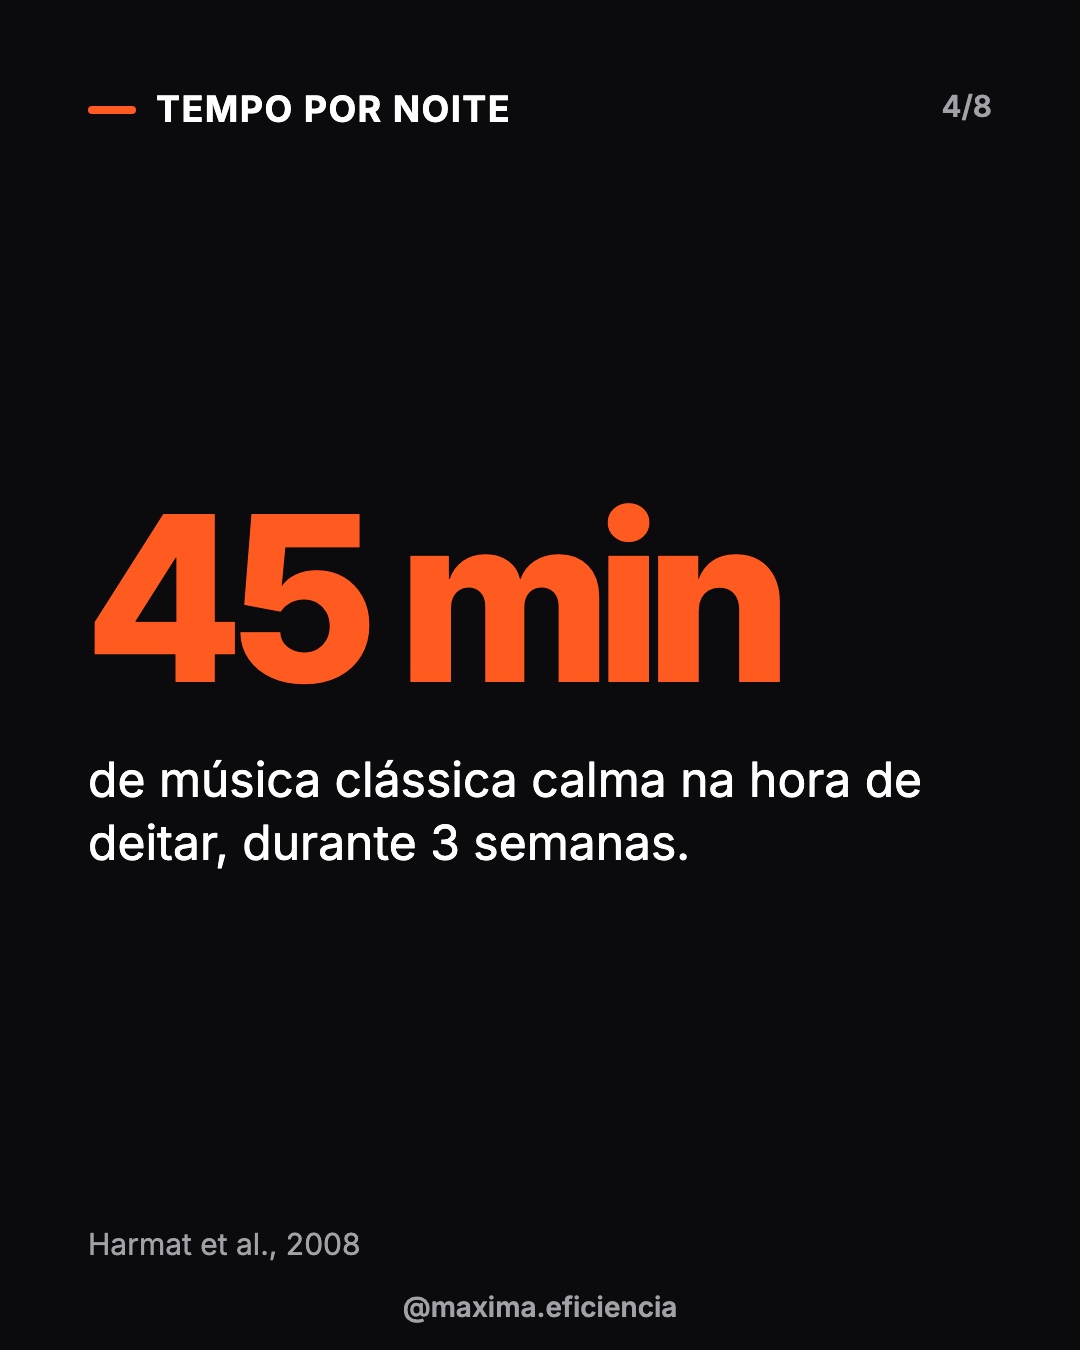 TEMPO POR NOITE
4/8
45 min
de música clássica calma na hora de
deitar, durante 3 semanas.
Harmat et al., 2008
@maxima.eficiencia